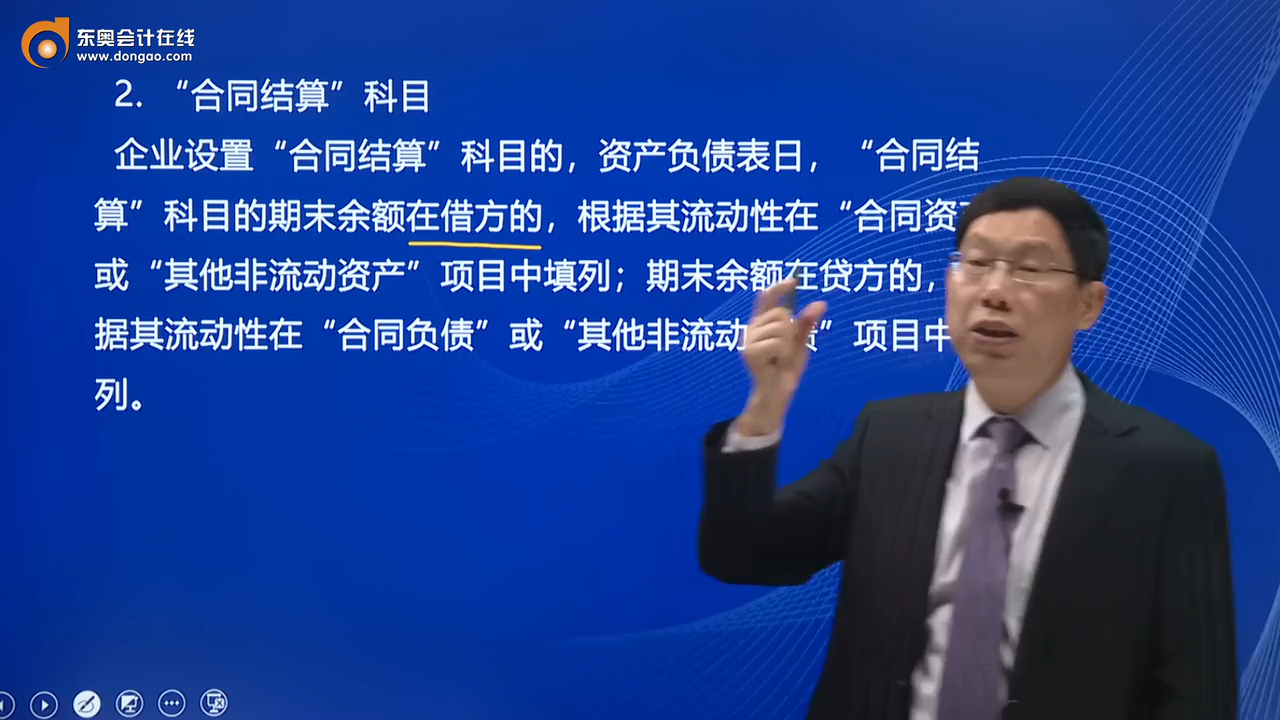 东奥会计在线
www.dongao.com
2. “合同结算”科目
企业设置“合同结算”科目的，资产负债表日，“合同结
算”科目的期末余额在借方的，根据其流动性在“合同资
或“其他非流动资产”项目中填列；期末余额在贷方的，
据其流动性在“合同负债”或“其他非流动 债”项目中
列。